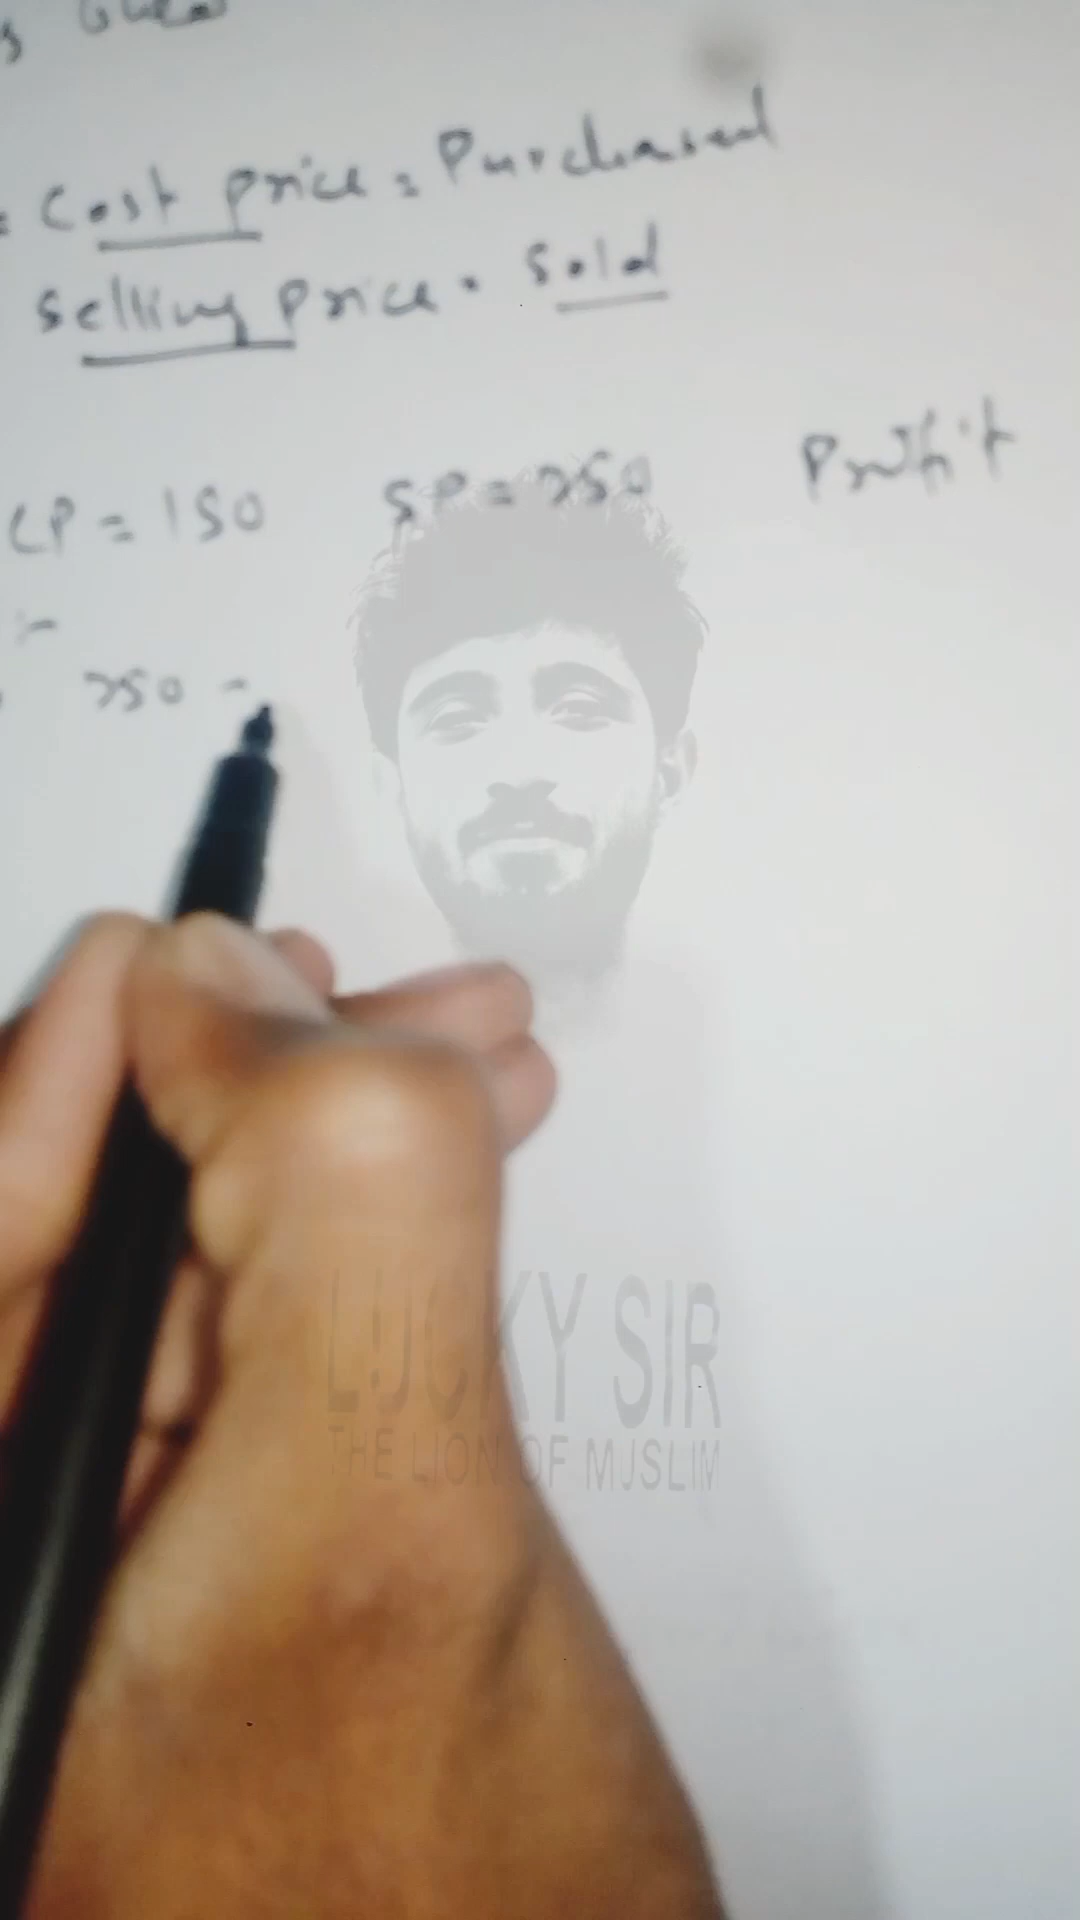 = Cost price = Purchased
Selling price = Sold
CP = 150 SP = 250 Profit
:-
250 -
LUCKY SIR
THE LION OF MUSLIM